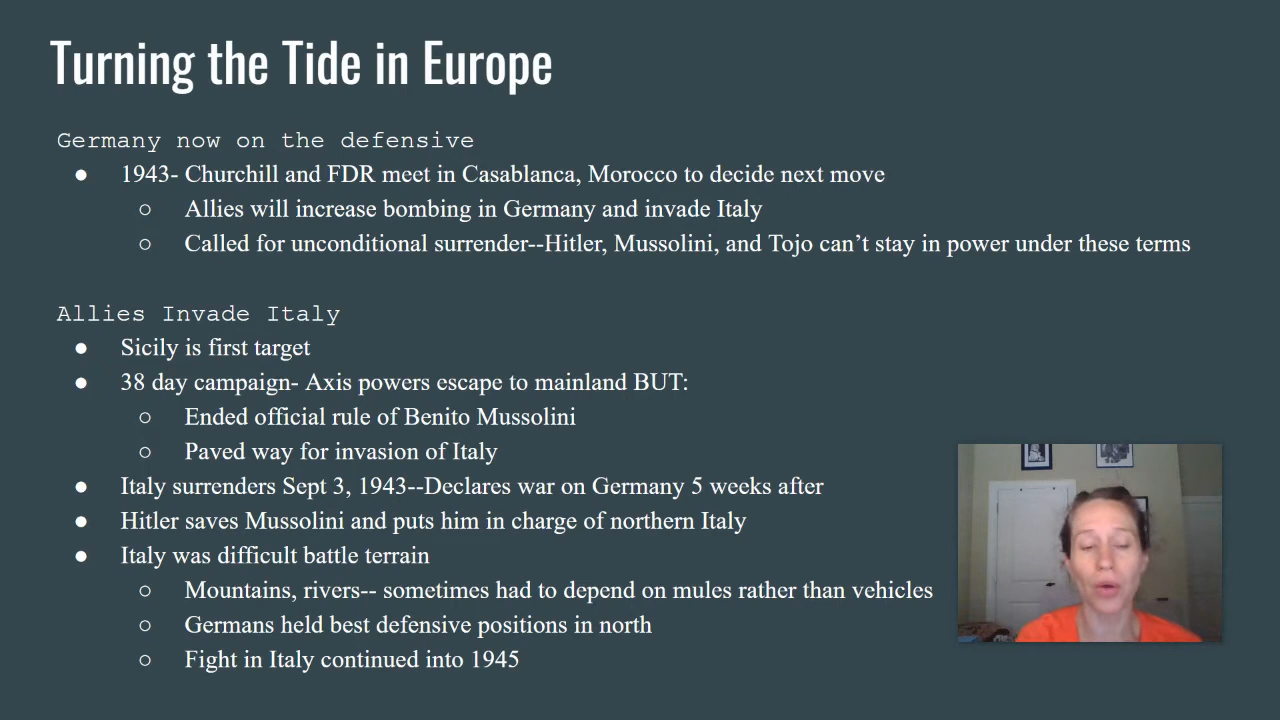 Turning the Tide in Europe
Germany now on the defensive
● 1943- Churchill and FDR meet in Casablanca, Morocco to decide next move
○ Allies will increase bombing in Germany and invade Italy
○ Called for unconditional surrender--Hitler, Mussolini, and Tojo can’t stay in power under these terms
Allies Invade Italy
● Sicily is first target
● 38 day campaign- Axis powers escape to mainland BUT:
○ Ended official rule of Benito Mussolini
○ Paved way for invasion of Italy
● Italy surrenders Sept 3, 1943--Declares war on Germany 5 weeks after
● Hitler saves Mussolini and puts him in charge of northern Italy
● Italy was difficult battle terrain
○ Mountains, rivers-- sometimes had to depend on mules rather than vehicles
○ Germans held best defensive positions in north
○ Fight in Italy continued into 1945